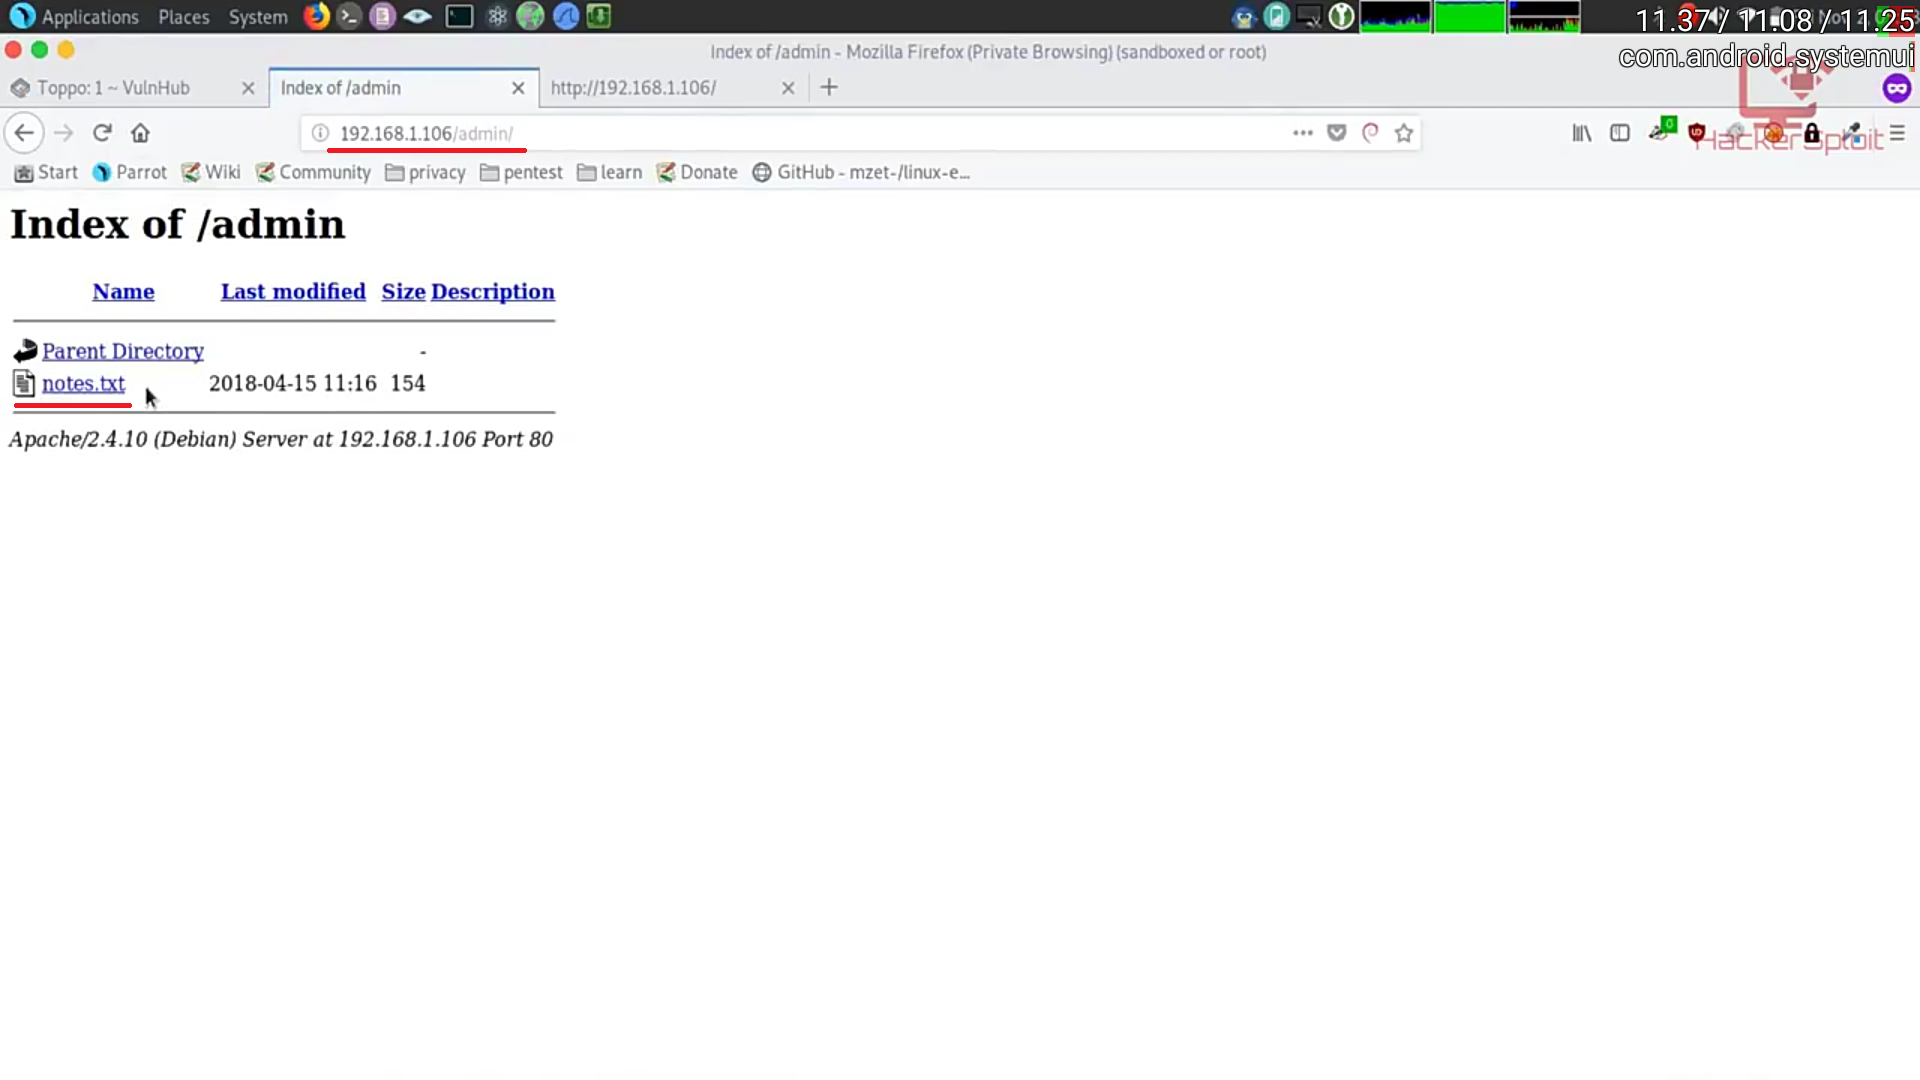 Applications Places System
11.37 / 11.08 / 11.25
Index of /admin - Mozilla Firefox (Private Browsing) (sandboxed or root)
com.android.systemui
Toppo: 1 ~ VulnHub
Index of /admin
http://192.168.1.106/
192.168.1.106/admin/
HackerSploit
Start Parrot Wiki Community privacy pentest learn Donate GitHub - mzet-/linux-e...
Index of /admin
Name Last modified Size Description
Parent Directory -
notes.txt 2018-04-15 11:16 154
Apache/2.4.10 (Debian) Server at 192.168.1.106 Port 80